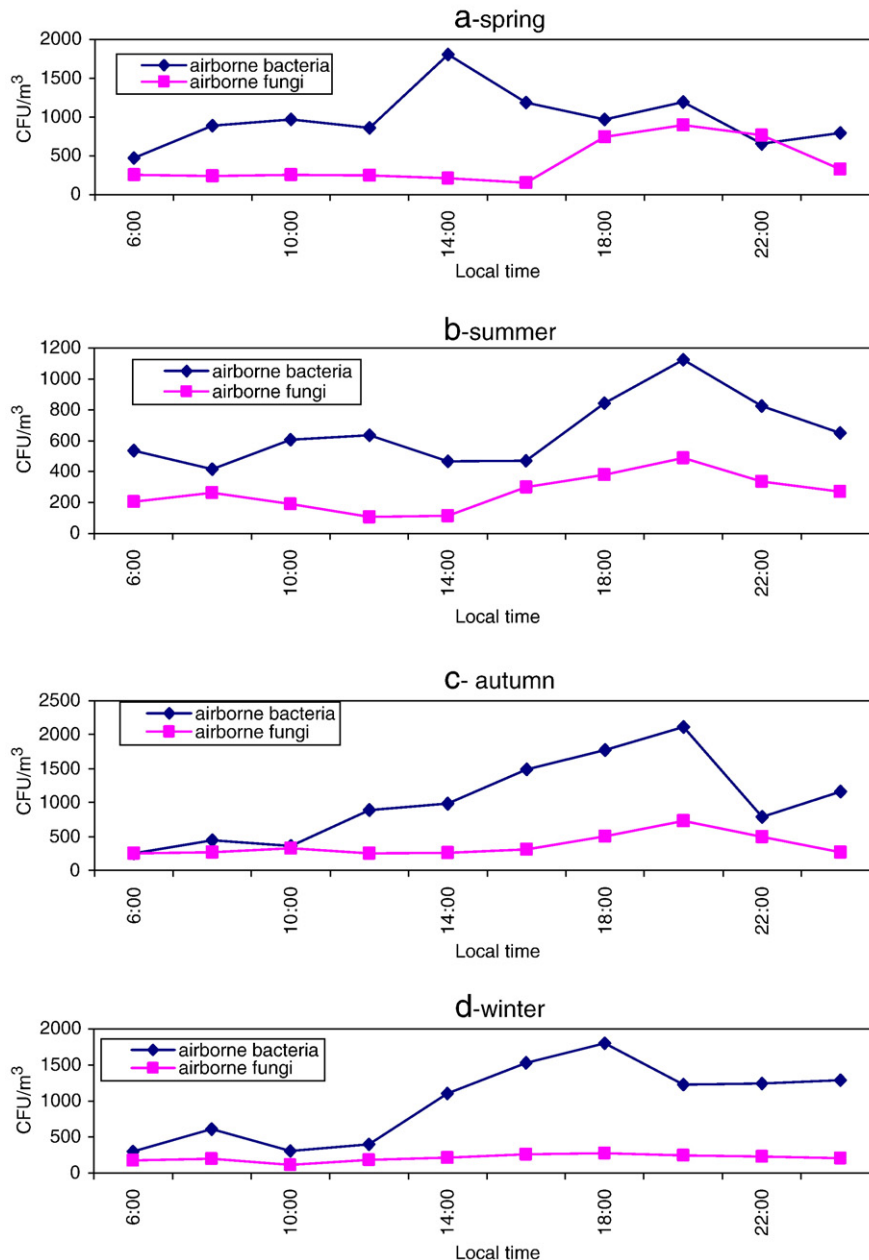 a-spring
2000
1500
1000
500
0
CFU/m³
airborne bacteria
airborne fungi
6:00
10:00
14:00
18:00
22:00
Local time
b-summer
1200
1000
800
600
400
200
0
CFU/m³
airborne bacteria
airborne fungi
6:00
10:00
14:00
18:00
22:00
Local time
c- autumn
2500
2000
1500
1000
500
0
CFU/m³
airborne bacteria
airborne fungi
6:00
10:00
14:00
18:00
22:00
Local time
d-winter
2000
1500
1000
500
0
CFU/m³
airborne bacteria
airborne fungi
6:00
10:00
14:00
18:00
22:00
Local time